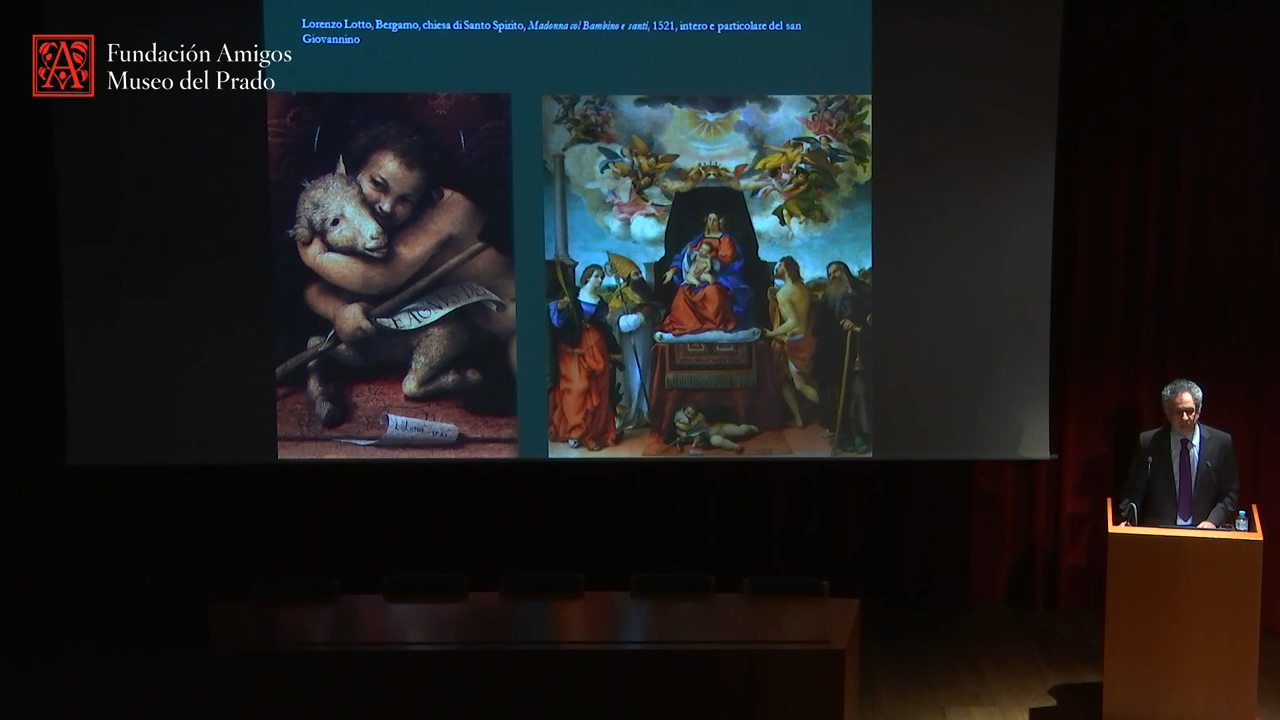 Lorenzo Lotto, Bergamo, chiesa di Santo Spirito, Madonna col Bambino e santi, 1521, intero e particolare del san
Giovannino
Fundación Amigos
Museo del Prado